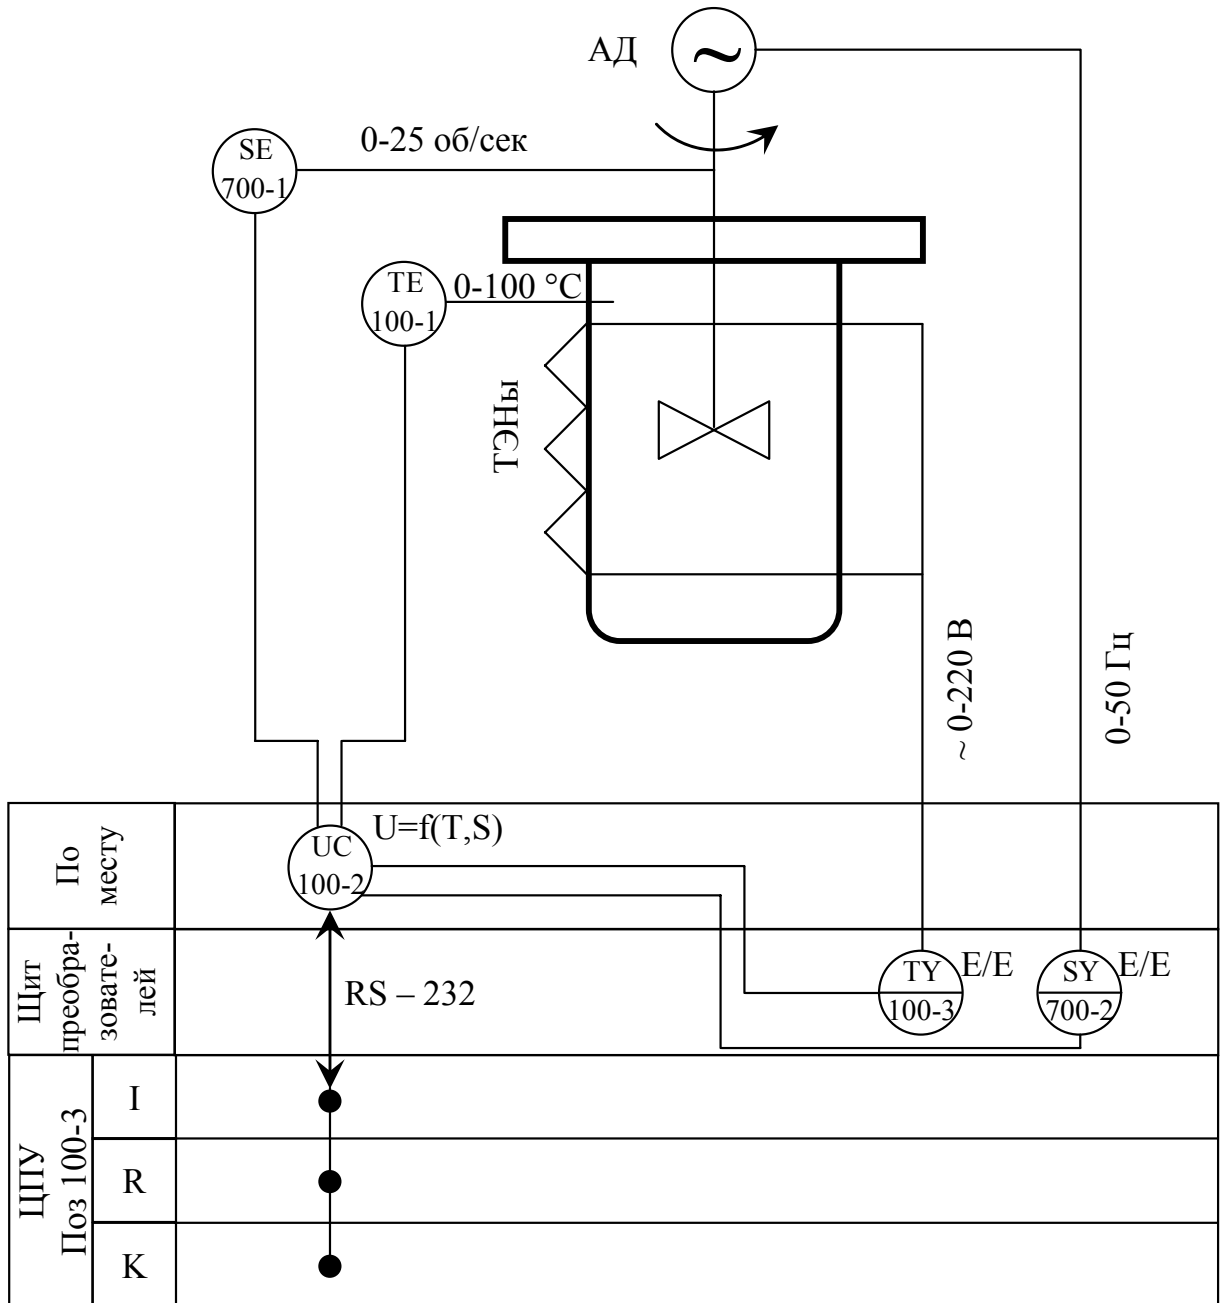 АД
~
0-25 об/сек
SE
700-1
TE
100-1
0-100 °C
ТЭНы
~ 0-220 В
0-50 Гц
По
месту
UC
100-2
U=f(T,S)
Щит
преобра-
зовате-
лей
RS – 232
TY
100-3
E/E
SY
700-2
E/E
ЦПУ
Поз 100-3
I
R
K